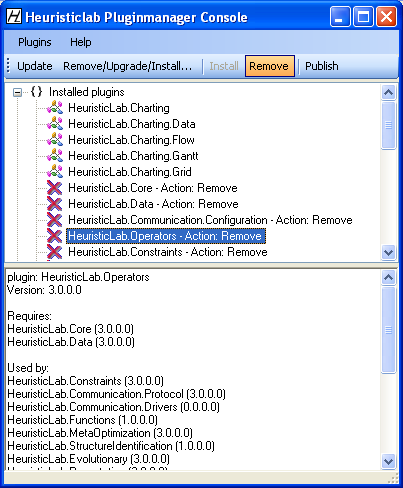 Heuristiclab Pluginmanager Console
Plugins Help
Update Remove/Upgrade/Install... Install Remove Publish
{} Installed plugins
HeuristicLab.Charting
HeuristicLab.Charting.Data
HeuristicLab.Charting.Flow
HeuristicLab.Charting.Gantt
HeuristicLab.Charting.Grid
HeuristicLab.Core - Action: Remove
HeuristicLab.Data - Action: Remove
HeuristicLab.Communication.Configuration - Action: Remove
HeuristicLab.Operators - Action: Remove
HeuristicLab.Constraints - Action: Remove
plugin: HeuristicLab.Operators
Version: 3.0.0.0
Requires:
HeuristicLab.Core (3.0.0.0)
HeuristicLab.Data (3.0.0.0)
Used by:
HeuristicLab.Constraints (3.0.0.0)
HeuristicLab.Communication.Protocol (3.0.0.0)
HeuristicLab.Communication.Drivers (0.0.0.0)
HeuristicLab.Functions (1.0.0.0)
HeuristicLab.MetaOptimization (3.0.0.0)
HeuristicLab.StructureIdentification (1.0.0.0)
HeuristicLab.Evolutionary (3.0.0.0)